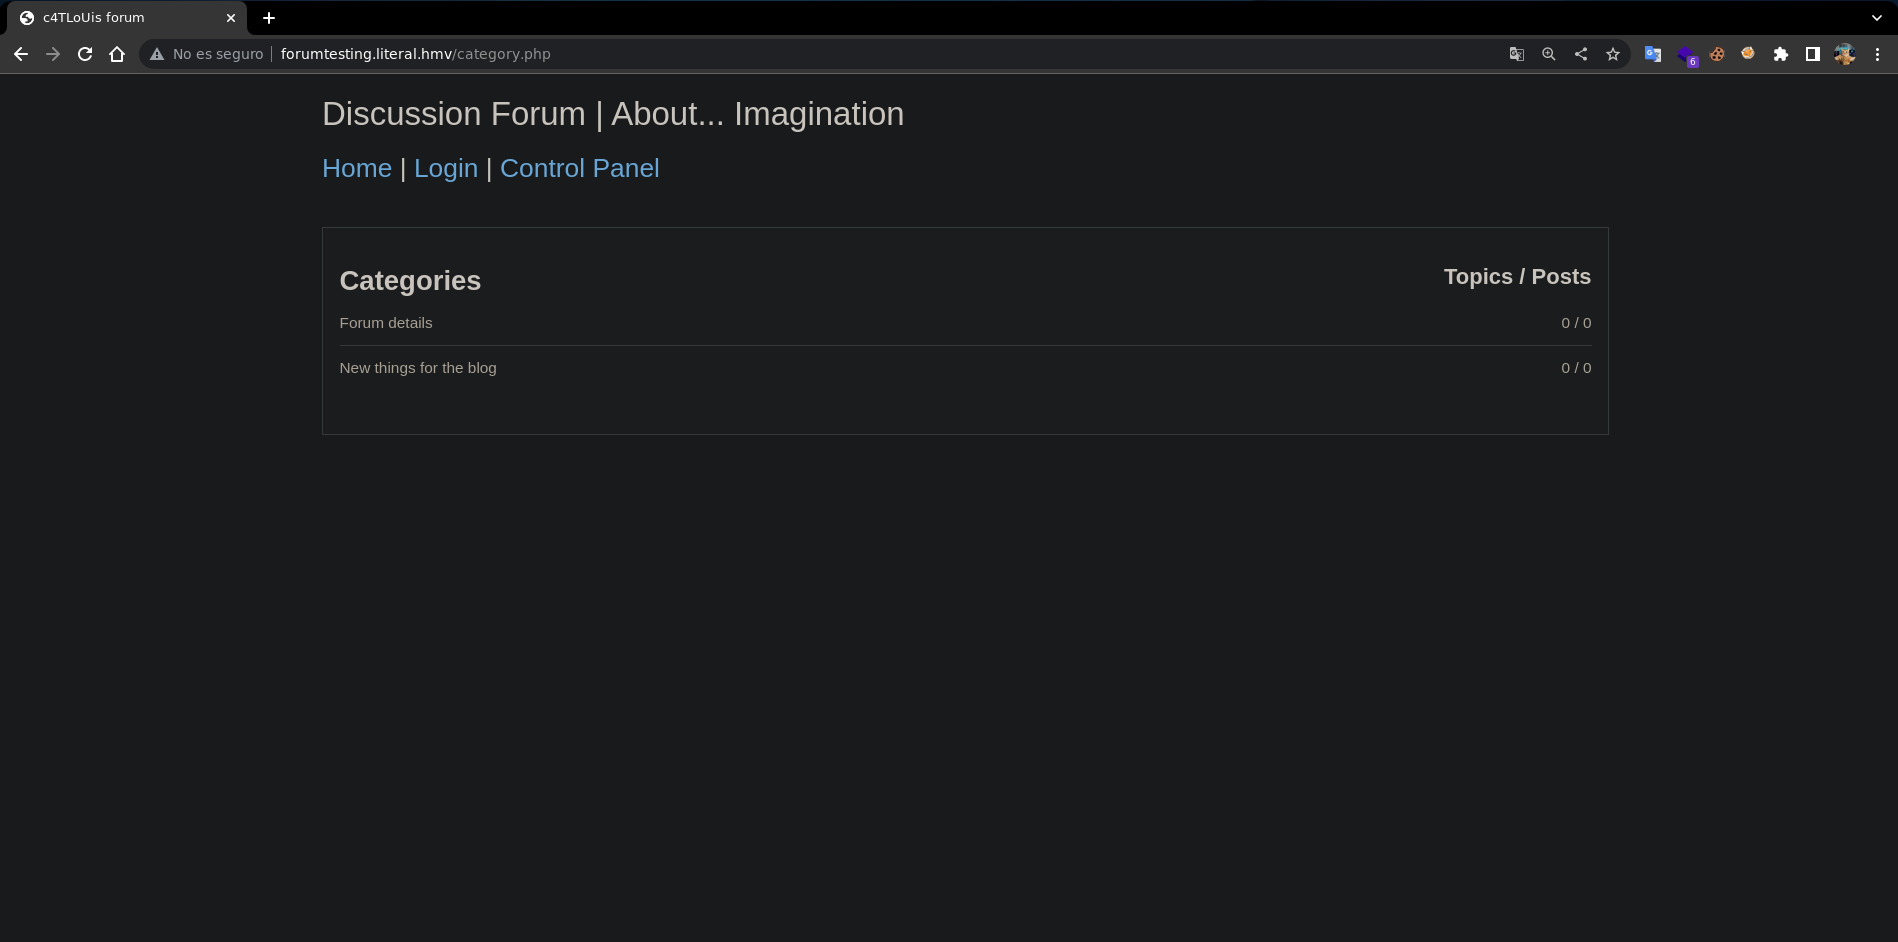 c4TLoUis forum
No es seguro | forumtesting.literal.hmv/category.php
6
Discussion Forum | About... Imagination
Home | Login | Control Panel
Categories Topics / Posts
Forum details 0 / 0
New things for the blog 0 / 0